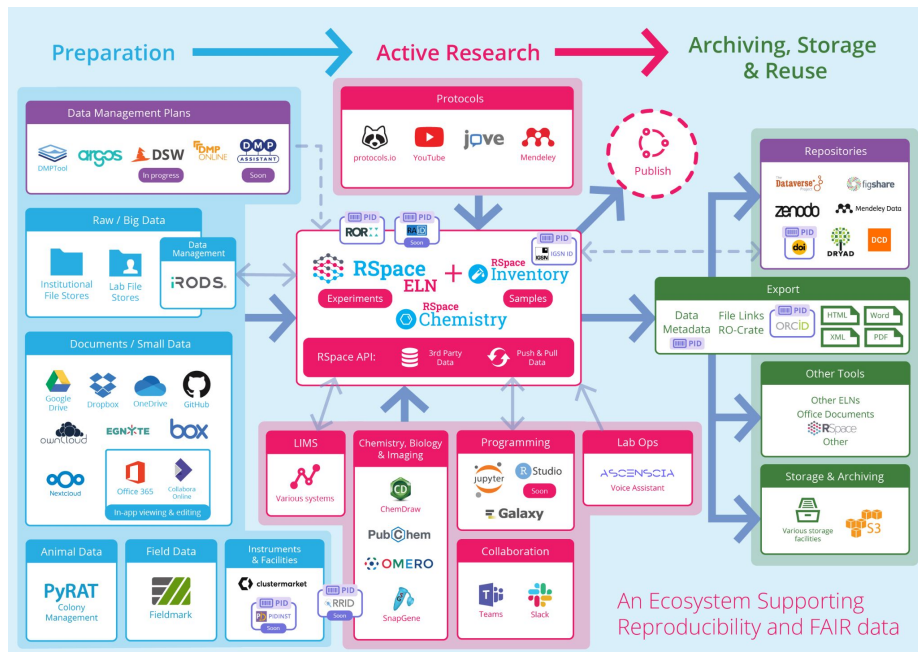 Preparation
Active Research
Archiving, Storage
& Reuse
Data Management Plans
DMPTool
argos
DSW
In progress
DMP
ONLINE
DMP
ASSISTANT
Soon
Protocols
protocols.io
YouTube
jove
Mendeley
Publish
Repositories
The
Dataverse
Project
figshare
zenodo
Mendeley Data
PID
doi
DRYAD
DCD
Raw / Big Data
Institutional
File Stores
Lab File
Stores
Data
Management
iRODS.
PID
ROR
PID
RAiD
Soon
PID
IGSN
IGSN ID
RSpace
ELN
+
RSpace
Inventory
Experiments
Samples
RSpace
Chemistry
RSpace API:
3rd Party
Data
Push & Pull
Data
Export
Data
Metadata
PID
File Links
RO-Crate
PID
ORCID
HTML
Word
XML
PDF
Documents / Small Data
Google
Drive
Dropbox
OneDrive
GitHub
ownCloud
EGNYTE
box
Nextcloud
Office 365
Collabora
Online
In-app viewing & editing
Other Tools
Other ELNs
Office Documents
RSpace
Other
LIMS
Various systems
Chemistry, Biology
& Imaging
CD
ChemDraw
PubChem
OMERO
SnapGene
Programming
jupyter
R Studio
Soon
Galaxy
Lab Ops
ASCENSCIA
Voice Assistant
Storage & Archiving
Various storage
facilities
S3
Animal Data
PyRAT
Colony
Management
Field Data
Fieldmark
Instruments
& Facilities
clustermarket
PID
PIDINST
Soon
PID
RRID
Soon
Collaboration
Teams
Slack
An Ecosystem Supporting
Reproducibility and FAIR data